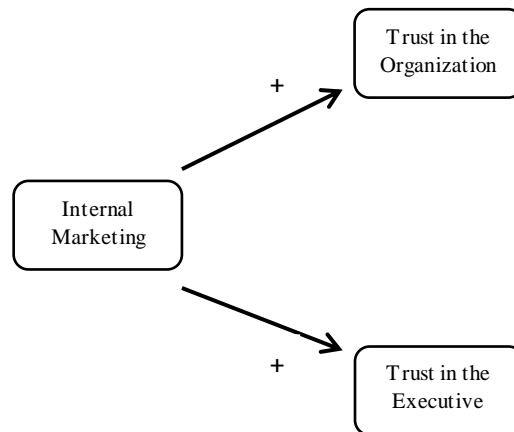 Trust in the
Organization
+
Internal
Marketing
+
Trust in the
Executive